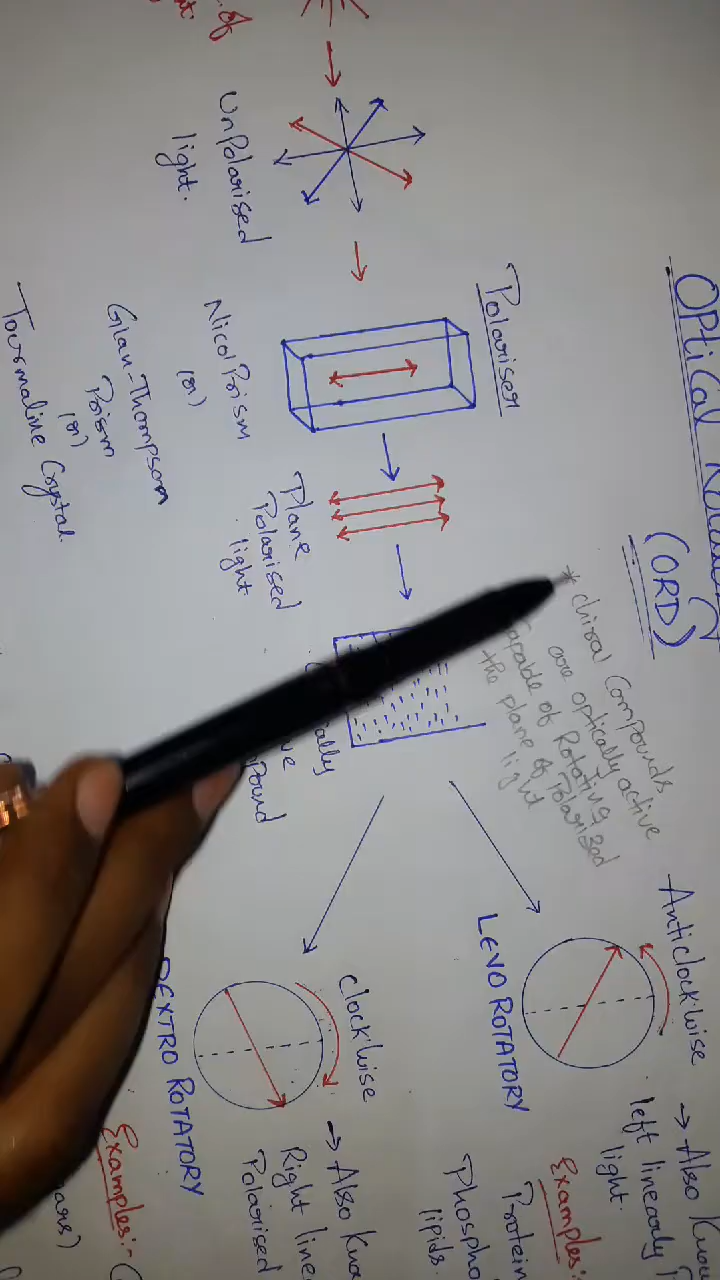 OPtical
(ORD)
* chiral Compounds
are optically active
capable of Rotating
the plane of Polarised
light
of
UnPolarised
light.
Polariser
Nicol Prism
(or)
Glan-Thompson
Prism
(or)
Tourmaline Crystal.
Plane
Polarised
light
Anticlockwise
LEVO ROTATORY
→ Also
left linearly
light.
Examples:
Protein
Phospho
lipids.
Clockwise
DEXTRO ROTATORY
→ Also
Right
Polarised
Examples:-